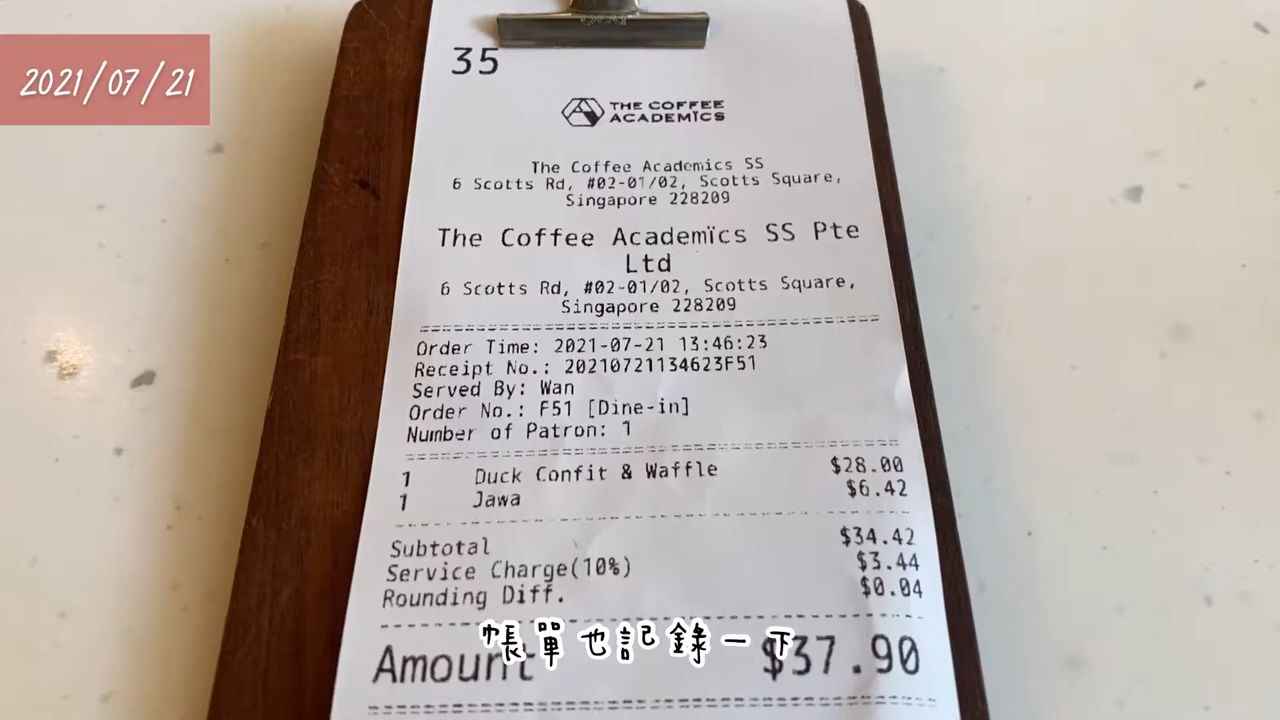 2021/07/21
35
THE COFFEE
ACADEMICS
The Coffee Academics SS
6 Scotts Rd, #02-01/02, Scotts Square,
Singapore 228209
The Coffee Academics SS Pte
Ltd
6 Scotts Rd, #02-01/02, Scotts Square,
Singapore 228209
Order Time: 2021-07-21 13:46:23
Receipt No.: 20210721134623F51
Served By: Wan
Order No.: F51 [Dine-in]
Number of Patron: 1
1 Duck Confit & Waffle $28.00
1 Jawa $6.42
Subtotal $34.42
Service Charge(10%) $3.44
Rounding Diff. $0.04
Amount $37.90
帳單也記錄一下